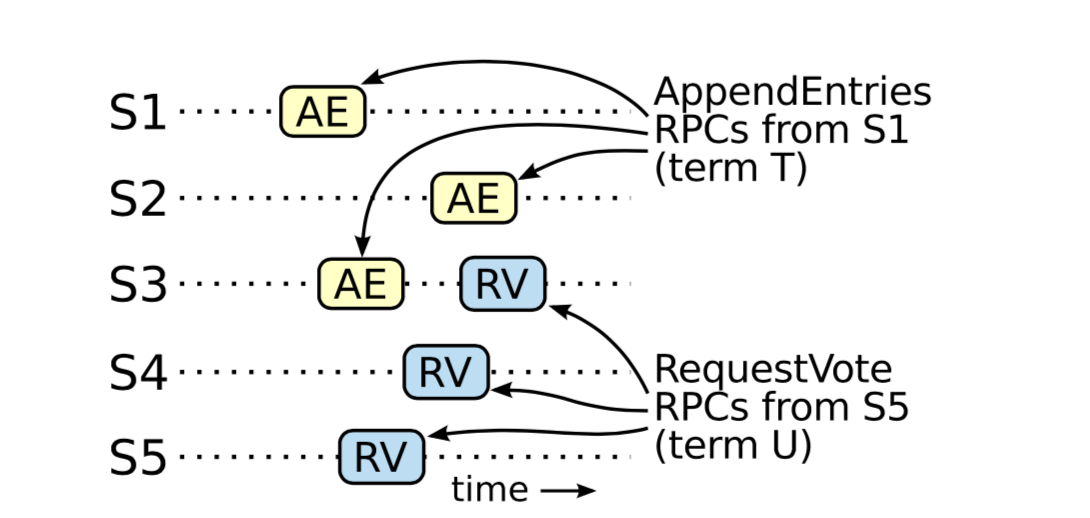 S1 AE AppendEntries
RPCs from S1
(term T)
S2 AE
S3 AE RV
S4 RV RequestVote
RPCs from S5
(term U)
S5 RV
time